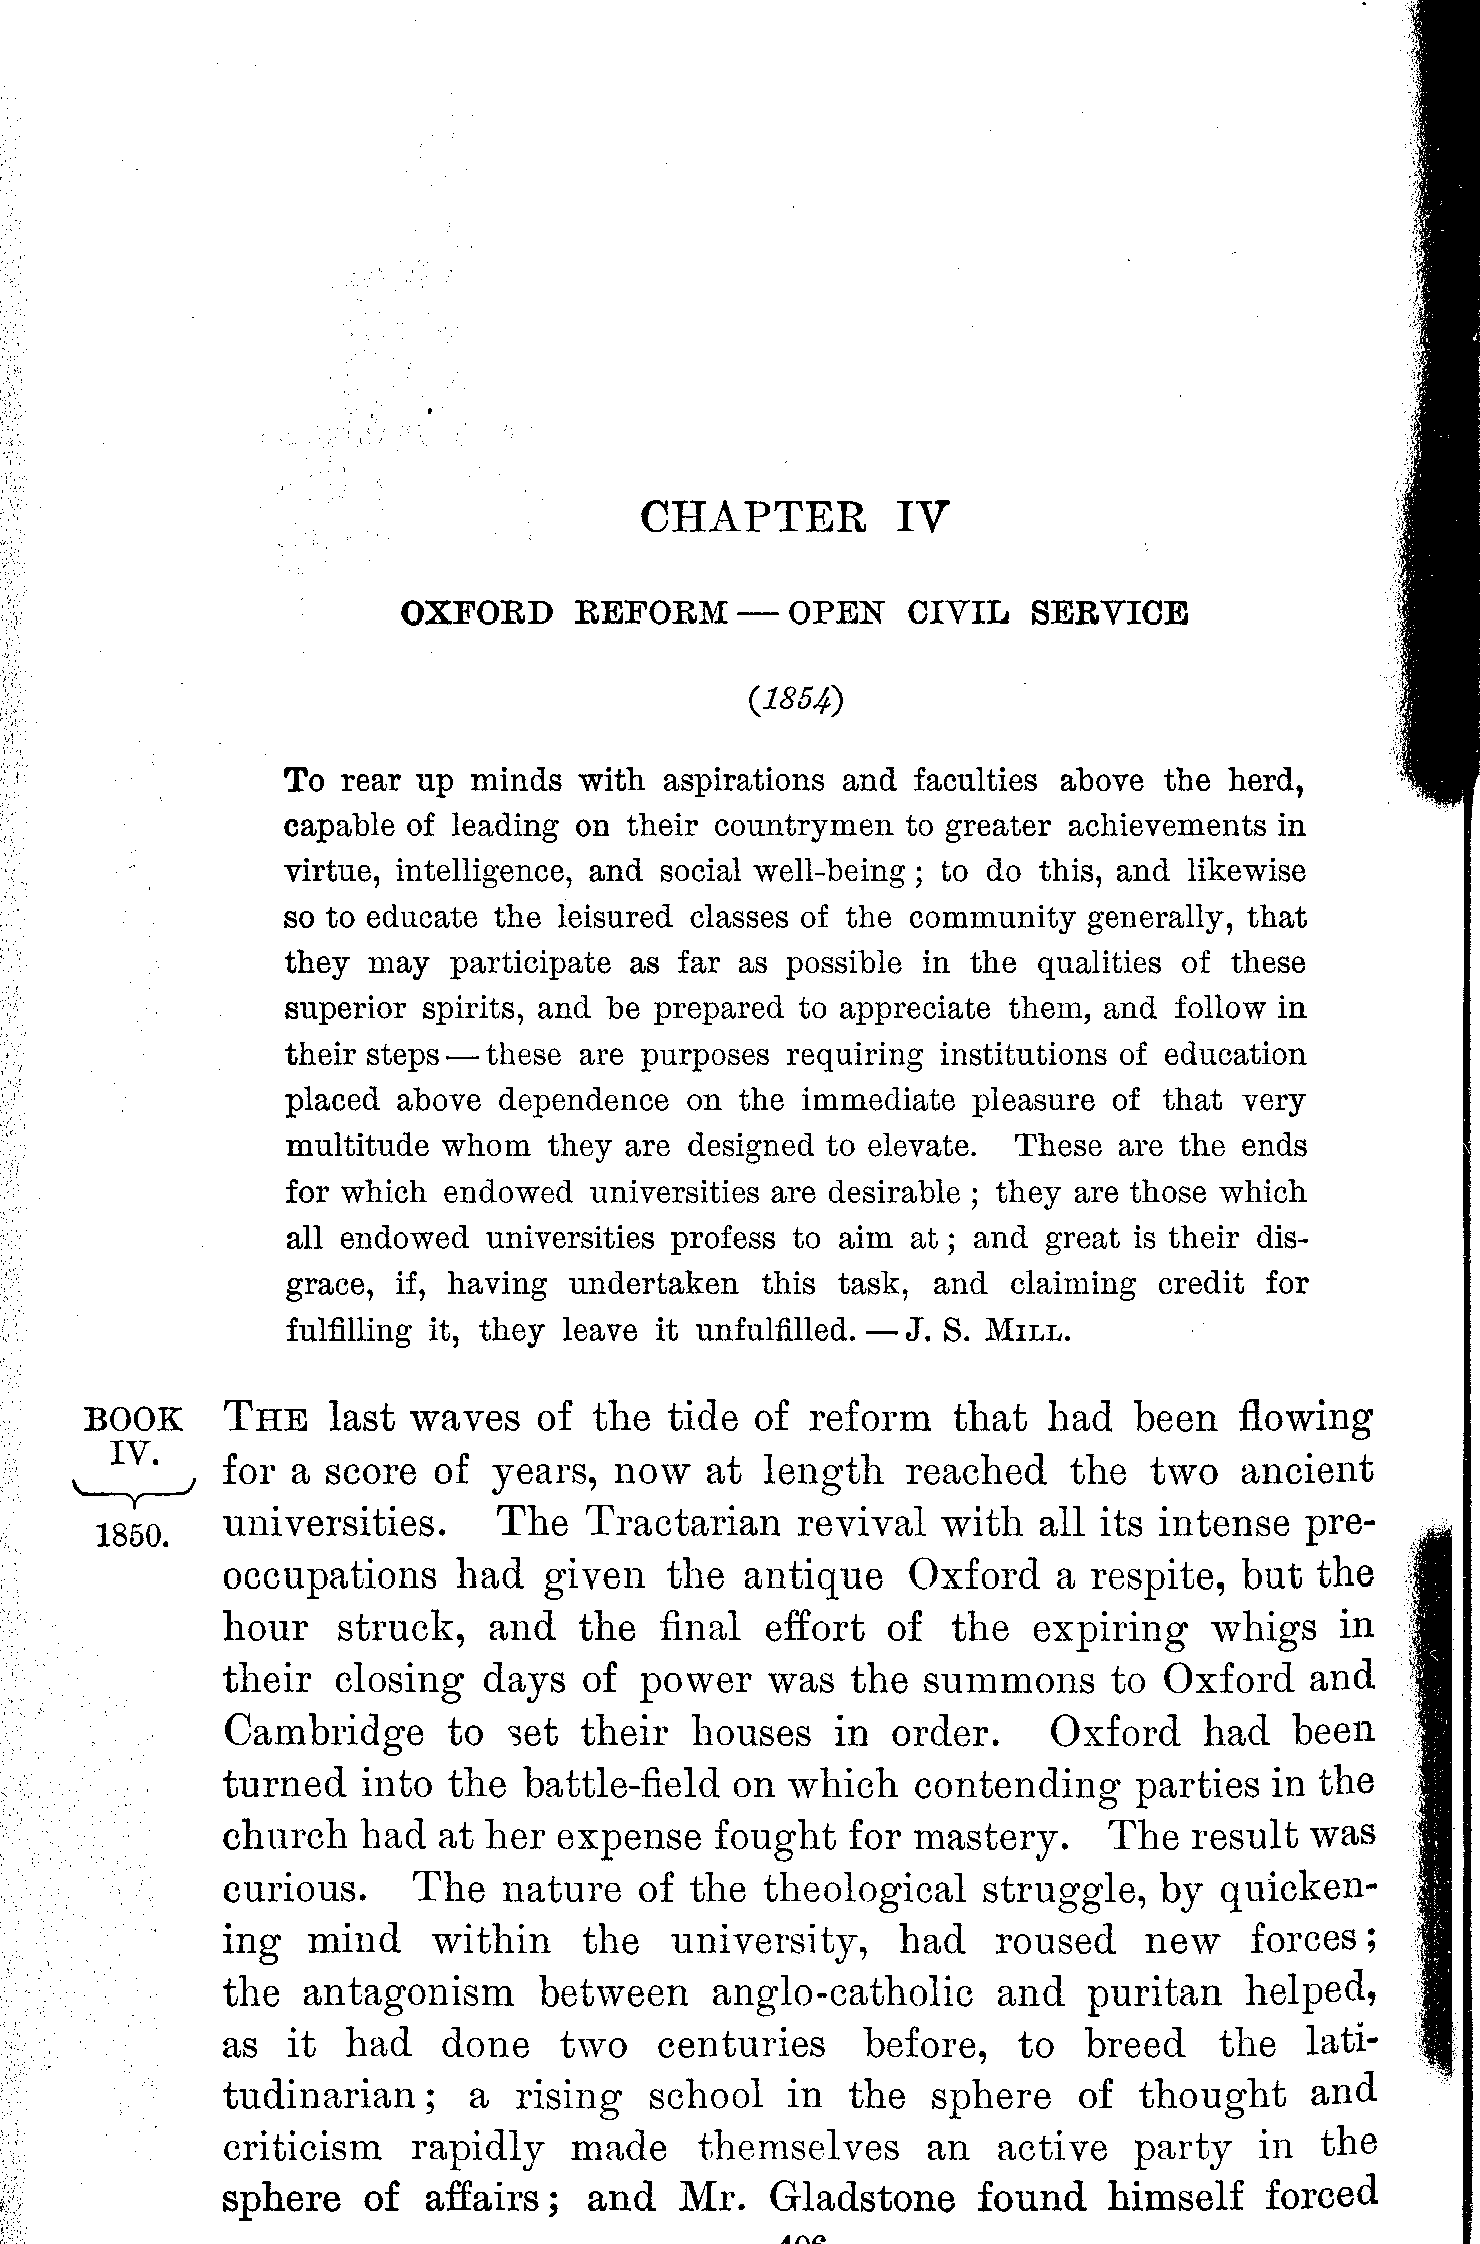 CHAPTER IV
OXFORD REFORM — OPEN CIVIL SERVICE
(1854)
To rear up minds with aspirations and faculties above the herd,
capable of leading on their countrymen to greater achievements in
virtue, intelligence, and social well-being; to do this, and likewise
so to educate the leisured classes of the community generally, that
they may participate as far as possible in the qualities of these
superior spirits, and be prepared to appreciate them, and follow in
their steps — these are purposes requiring institutions of education
placed above dependence on the immediate pleasure of that very
multitude whom they are designed to elevate. These are the ends
for which endowed universities are desirable; they are those which
all endowed universities profess to aim at; and great is their dis-
grace, if, having undertaken this task, and claiming credit for
fulfilling it, they leave it unfulfilled. — J. S. MILL.
BOOK
IV.
1850.
THE last waves of the tide of reform that had been flowing
for a score of years, now at length reached the two ancient
universities. The Tractarian revival with all its intense pre-
occupations had given the antique Oxford a respite, but the
hour struck, and the final effort of the expiring whigs in
their closing days of power was the summons to Oxford and
Cambridge to set their houses in order. Oxford had been
turned into the battle-field on which contending parties in the
church had at her expense fought for mastery. The result was
curious. The nature of the theological struggle, by quicken-
ing mind within the university, had roused new forces;
the antagonism between anglo-catholic and puritan helped,
as it had done two centuries before, to breed the lati-
tudinarian; a rising school in the sphere of thought and
criticism rapidly made themselves an active party in the
sphere of affairs; and Mr. Gladstone found himself forced